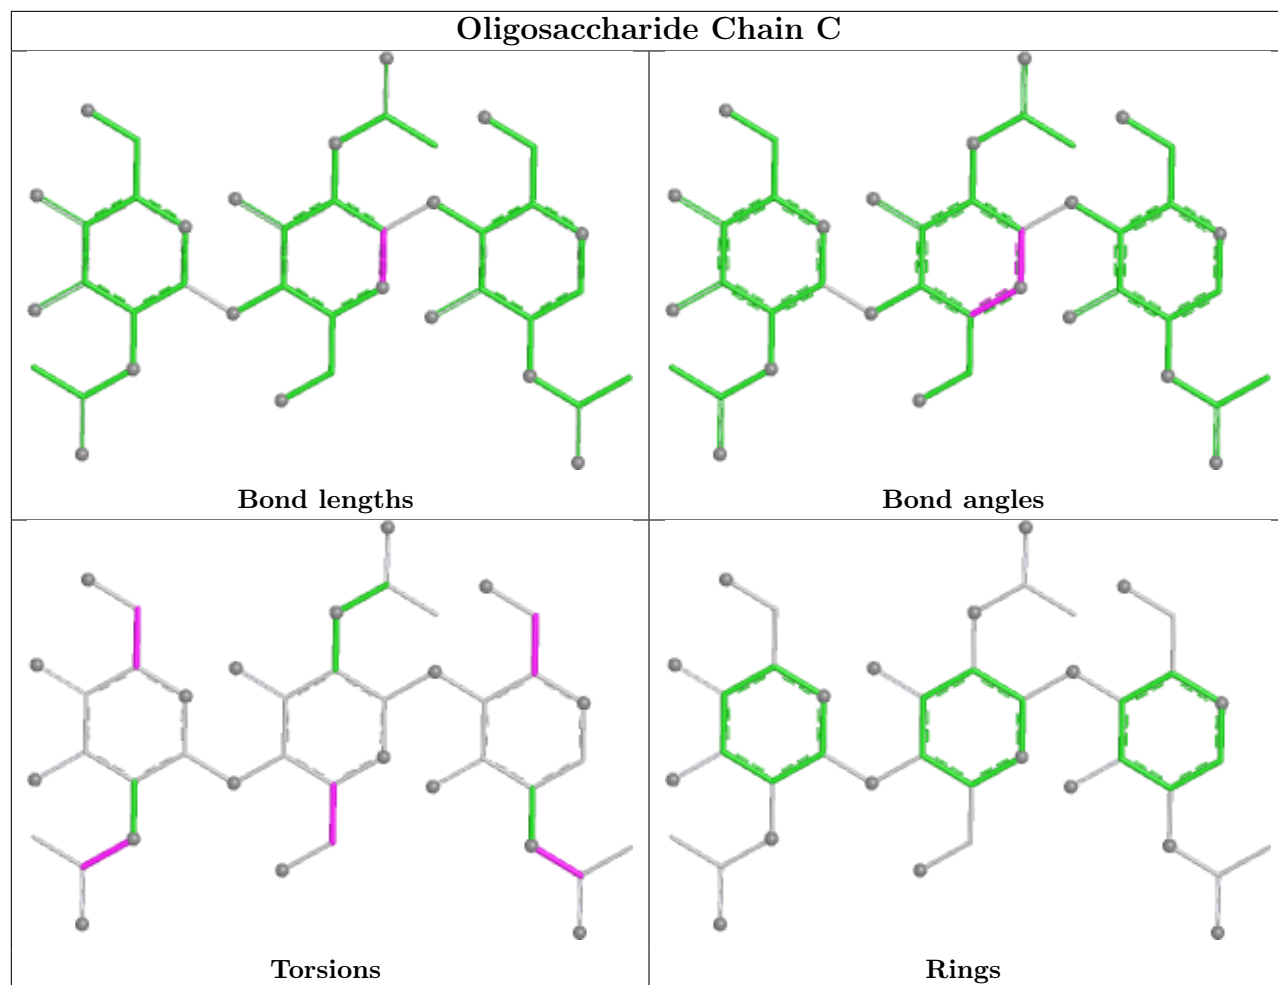 Oligosaccharide Chain C
Bond lengths
Bond angles
Torsions
Rings